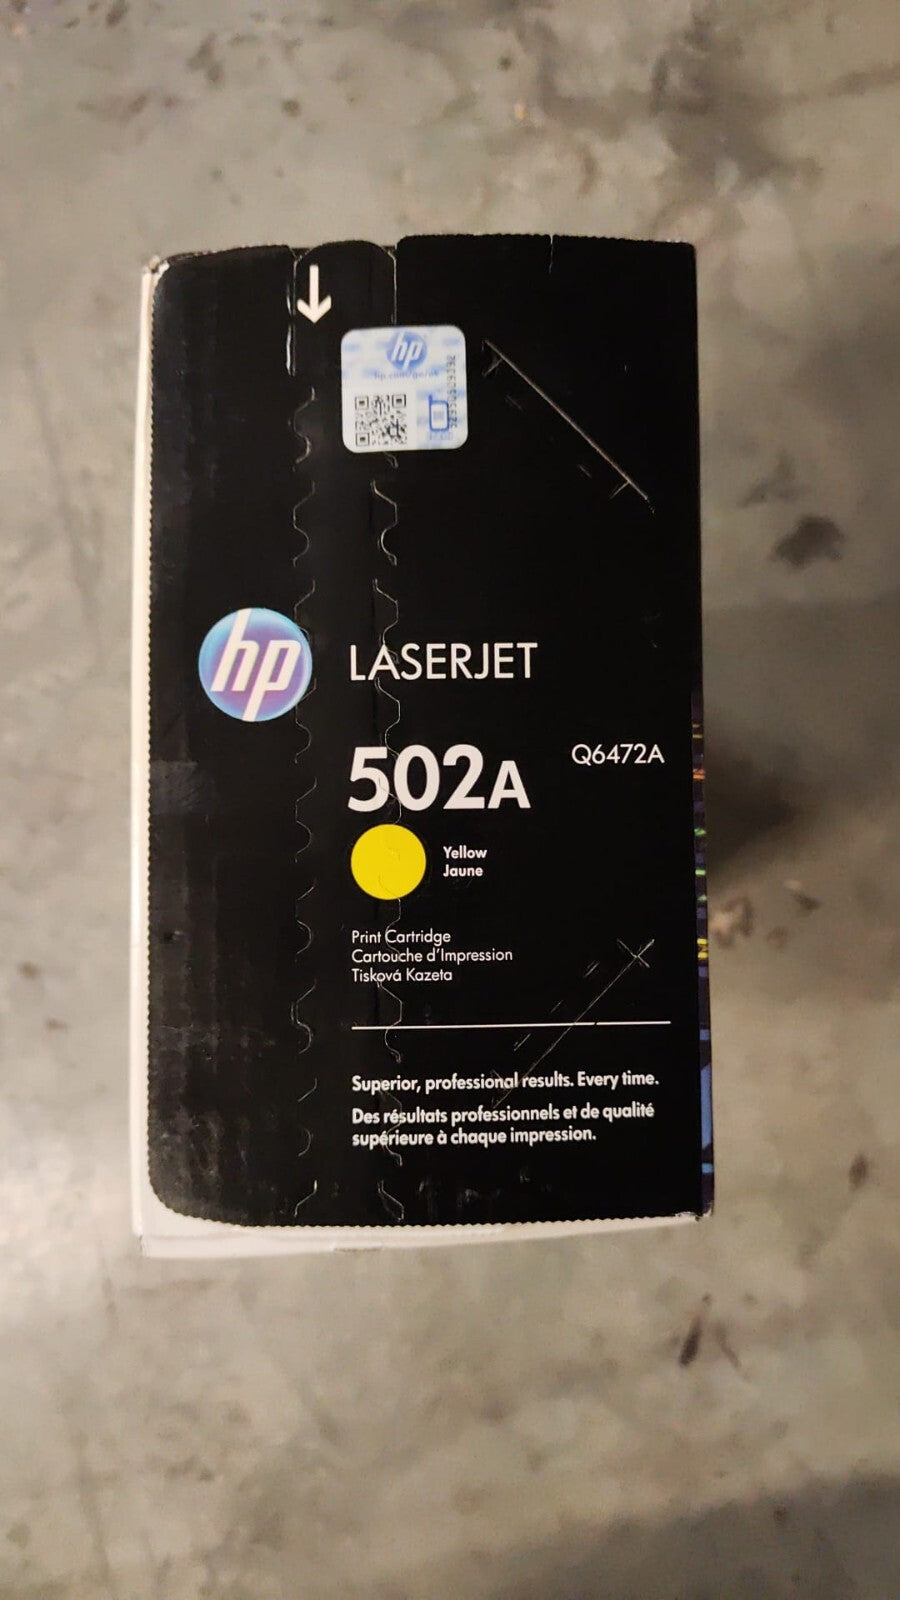 hp
hp
LASERJET
502A
Q6472A
Yellow
Jaune
Print Cartridge
Cartouche d'Impression
Tisková Kazeta
Superior, professional results. Every time.
Des résultats professionnels et de qualité
supérieure à chaque impression.